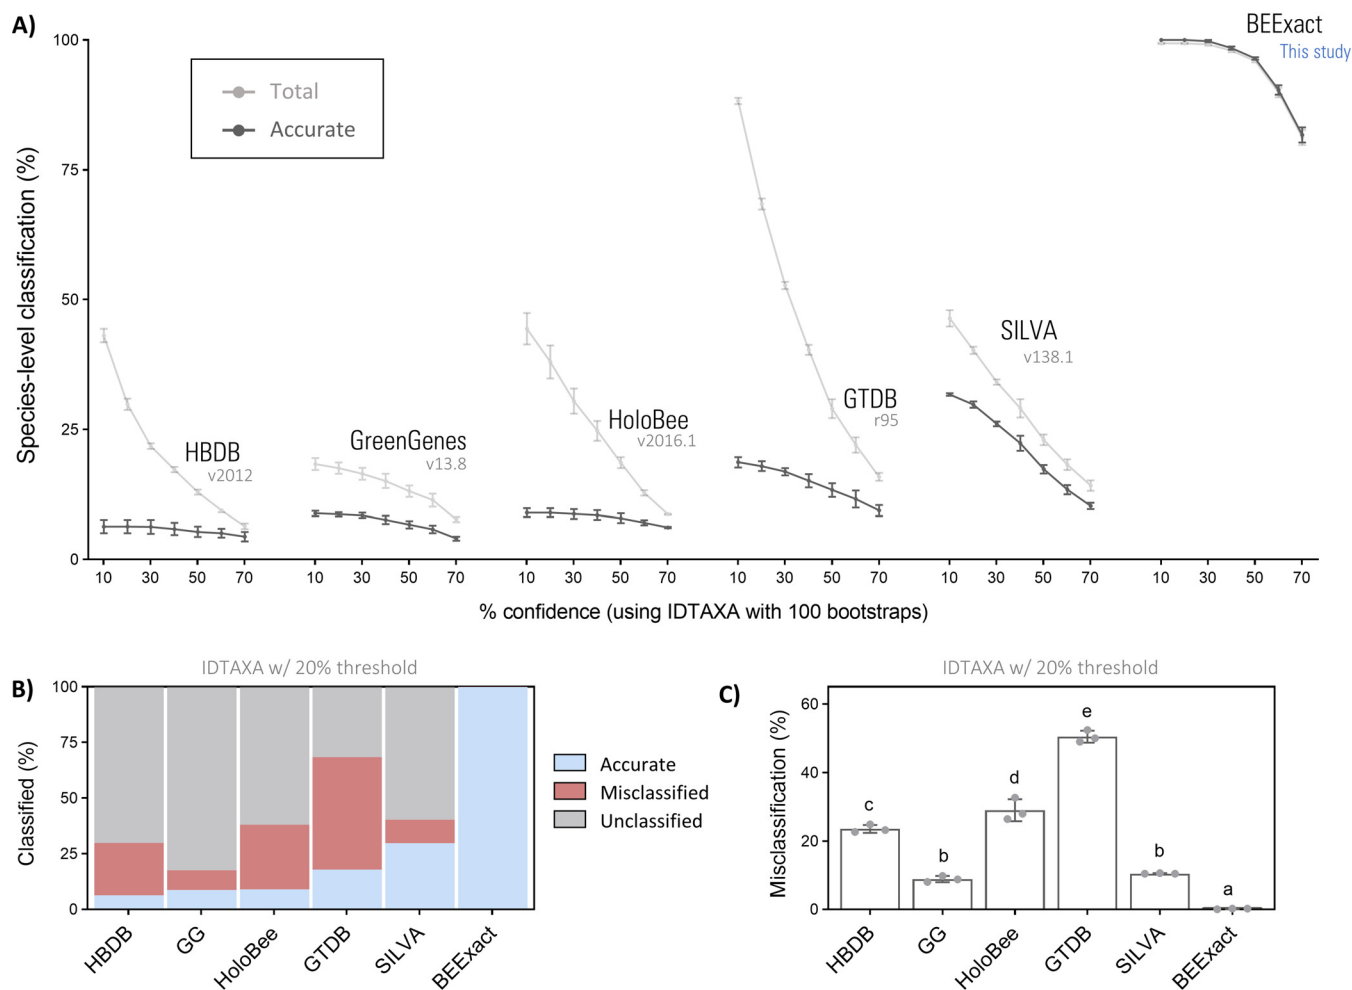 A)
BEExact
This study
Total
Accurate
Species-level classification (%)
100
75
50
25
0
HBDB
v2012
GreenGenes
v13.8
HoloBee
v2016.1
GTDB
r95
SILVA
v138.1
10 30 50 70 10 30 50 70 10 30 50 70 10 30 50 70 10 30 50 70 10 30 50 70
% confidence (using IDTAXA with 100 bootstraps)
B)
IDTAXA w/ 20% threshold
Classified (%)
100
75
50
25
0
HBDB GG HoloBee GTDB SILVA BEExact
Accurate
Misclassified
Unclassified
C)
IDTAXA w/ 20% threshold
Misclassification (%)
60
40
20
0
c b d e b a
HBDB GG HoloBee GTDB SILVA BEExact